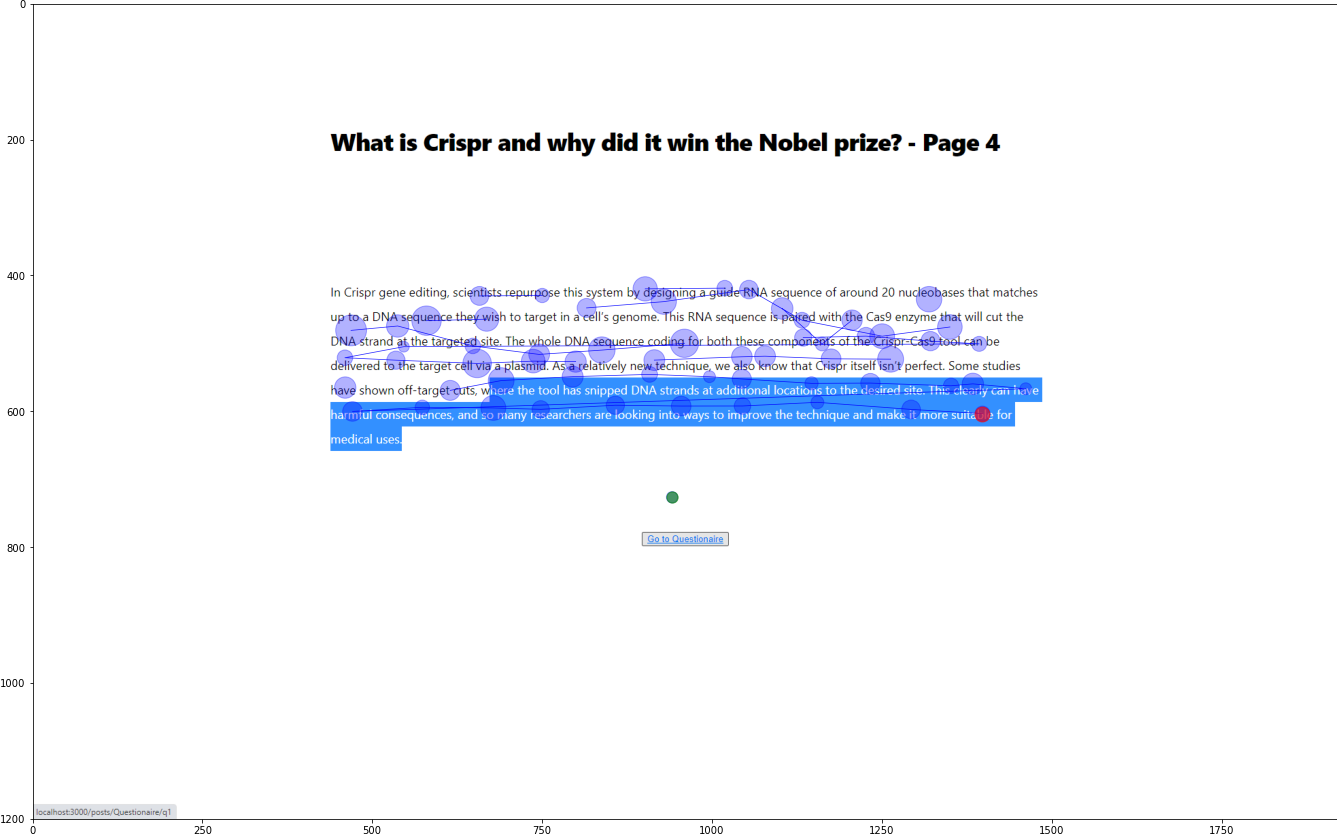 0
200
What is Crispr and why did it win the Nobel prize? - Page 4
400
In Crispr gene editing, scientists repurpose this system by designing a guide RNA sequence of around 20 nucleobases that matches
up to a DNA sequence they wish to target in a cell's genome. This RNA sequence is paired with the Cas9 enzyme that will cut the
DNA strand at the targeted site. The whole DNA sequence coding for both these components of the Crispr-Cas9 tool can be
delivered to the target cell via a plasmid. As a relatively new technique, we also know that Crispr itself isn't perfect. Some studies
have shown off-target cuts, where the tool has snipped DNA strands at additional locations to the desired site. This clearly can have
600
harmful consequences, and so many researchers are looking into ways to improve the technique and make it more suitable for
medical uses.
Go to Questionaire
800
1000
localhost:3000/posts/Questionaire/q1
1200
0 250 500 750 1000 1250 1500 1750